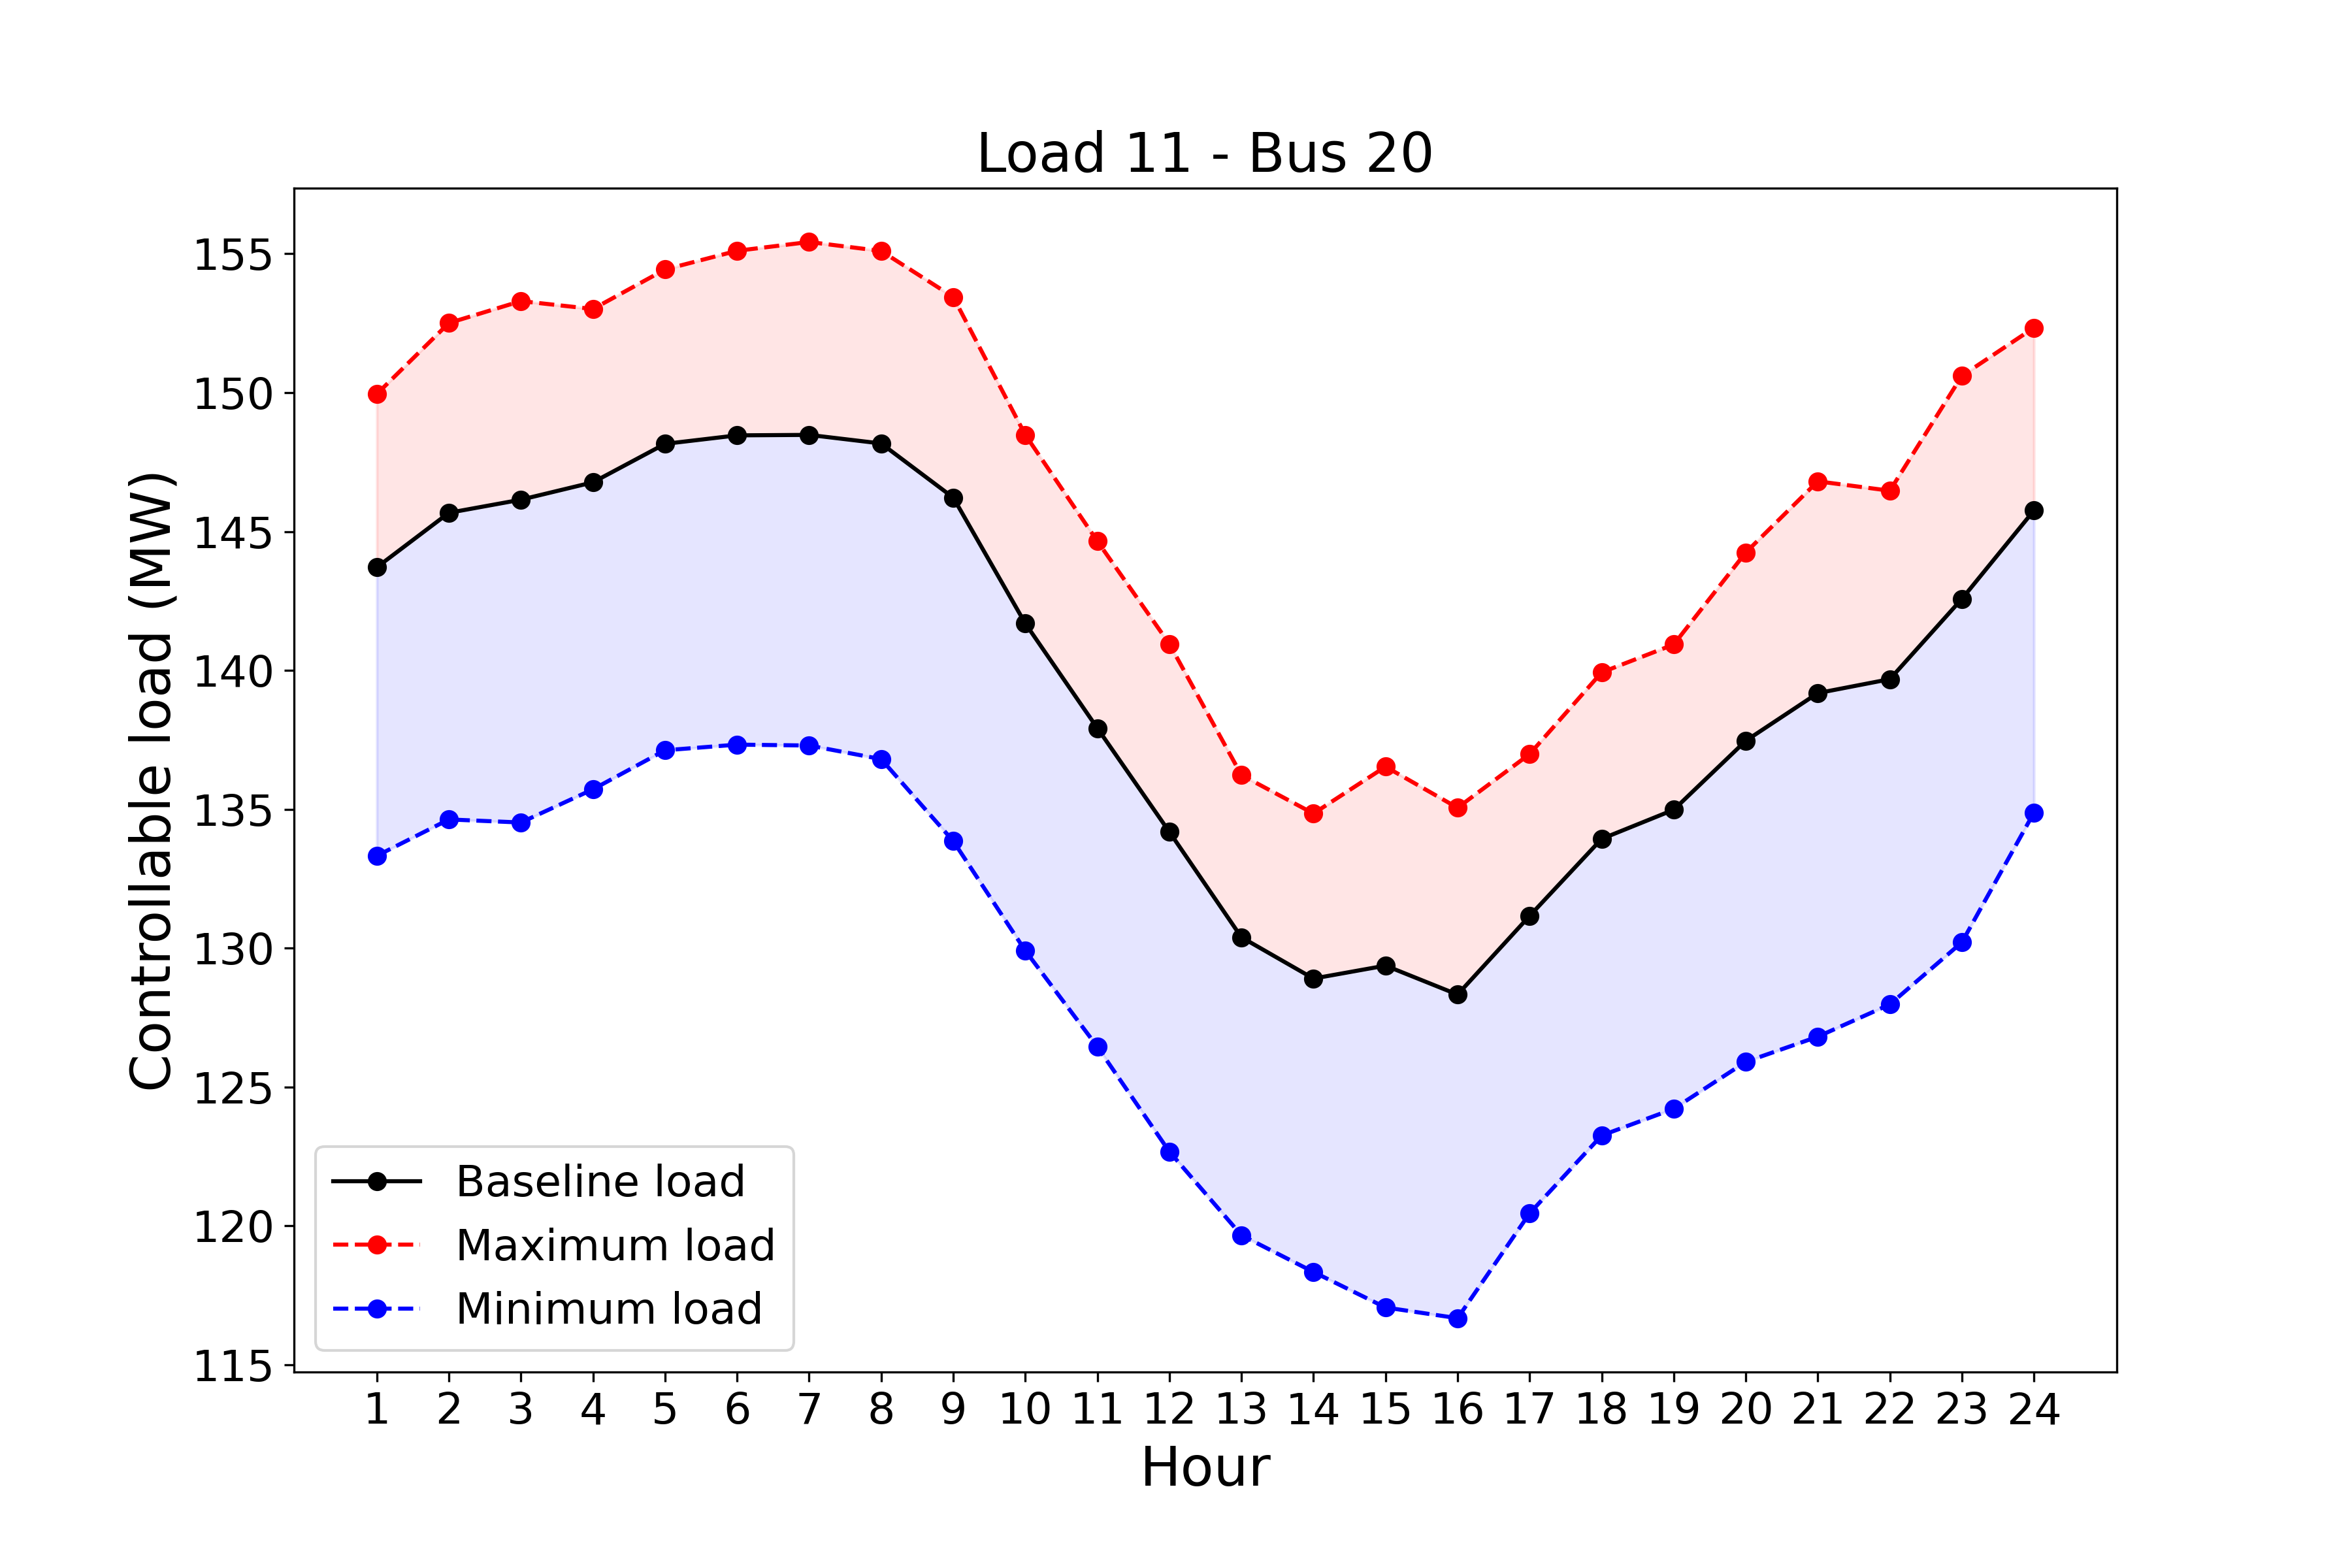 Load 11 - Bus 20
Controllable load (MW)
155
150
145
140
135
130
125
120
115
Baseline load
Maximum load
Minimum load
1 2 3 4 5 6 7 8 9 10 11 12 13 14 15 16 17 18 19 20 21 22 23 24
Hour